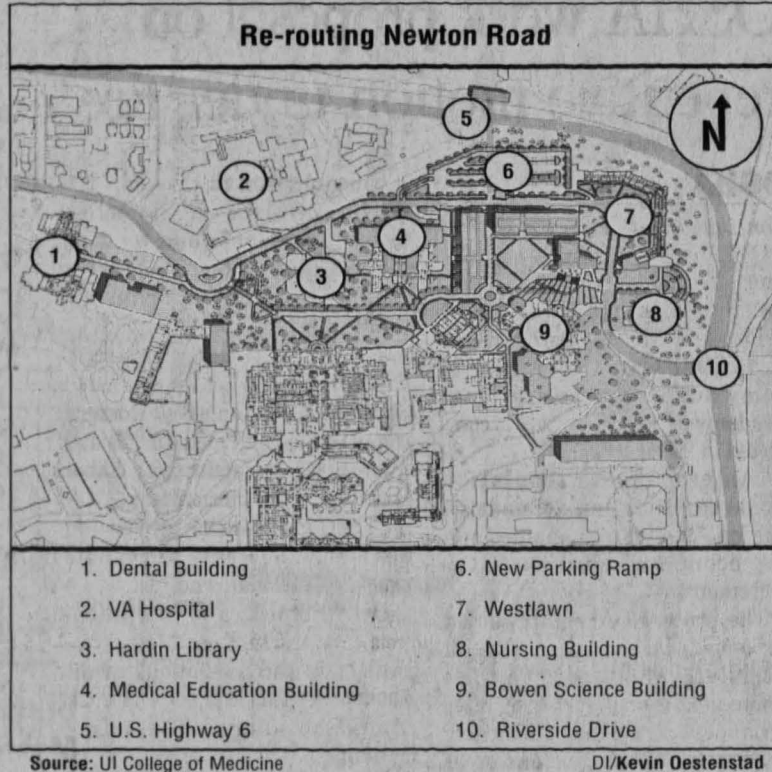 Re-routing Newton Road
N
5
6
2
7
4
1
3
8
9
10
1. Dental Building
2. VA Hospital
3. Hardin Library
4. Medical Education Building
5. U.S. Highway 6
6. New Parking Ramp
7. Westlawn
8. Nursing Building
9. Bowen Science Building
10. Riverside Drive
Source: UI College of Medicine
DI/Kevin Oestenstad